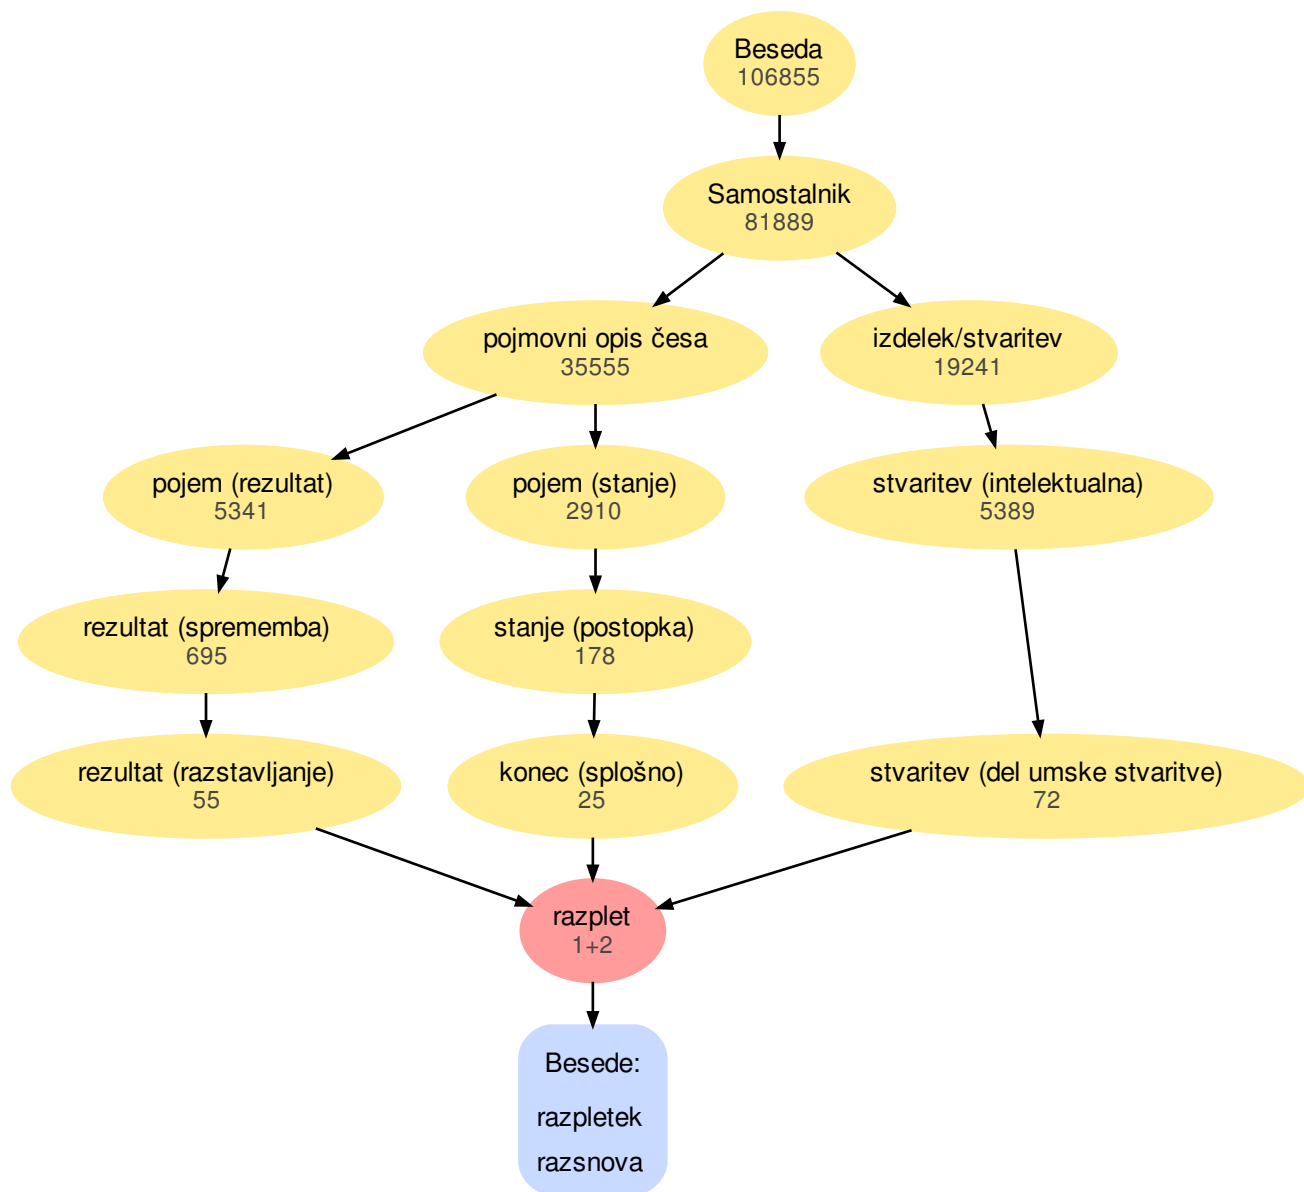 Beseda
106855
Samostalnik
81889
pojmovni opis česa
35555
izdelek/stvaritev
19241
pojem (rezultat)
5341
pojem (stanje)
2910
stvaritev (intelektualna)
5389
rezultat (sprememba)
695
stanje (postopka)
178
rezultat (razstavljanje)
55
konec (splošno)
25
stvaritev (del umske stvaritve)
72
razplet
1+2
Besede:
razpletek
razsnova